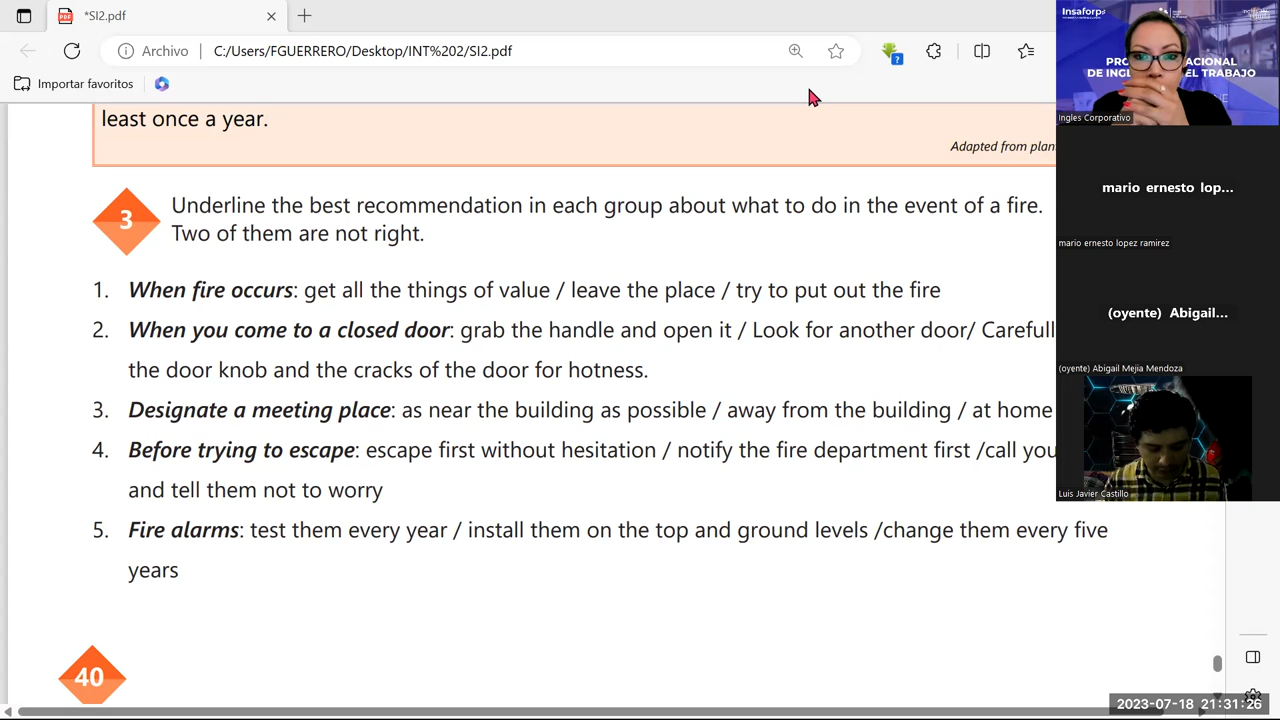 *SI2.pdf
Archivo
C:/Users/FGUERRERO/Desktop/INT%202/SI2.pdf
Importar favoritos
least once a year.
Adapted from plan
3
Underline the best recommendation in each group about what to do in the event of a fire.
Two of them are not right.
1. When fire occurs: get all the things of value / leave the place / try to put out the fire
2. When you come to a closed door: grab the handle and open it / Look for another door/ Carefull
the door knob and the cracks of the door for hotness.
3. Designate a meeting place: as near the building as possible / away from the building / at home
4. Before trying to escape: escape first without hesitation / notify the fire department first /call you
and tell them not to worry
5. Fire alarms: test them every year / install them on the top and ground levels /change them every five
years
40
Insaforp
DE INGL EL TRABAJO
Ingles Corporativo
mario ernesto lop...
mario ernesto lopez ramirez
(oyente) Abigail...
(oyente) Abigail Mejia Mendoza
Luis Javier Castillo
2023-07-18 21:31:26